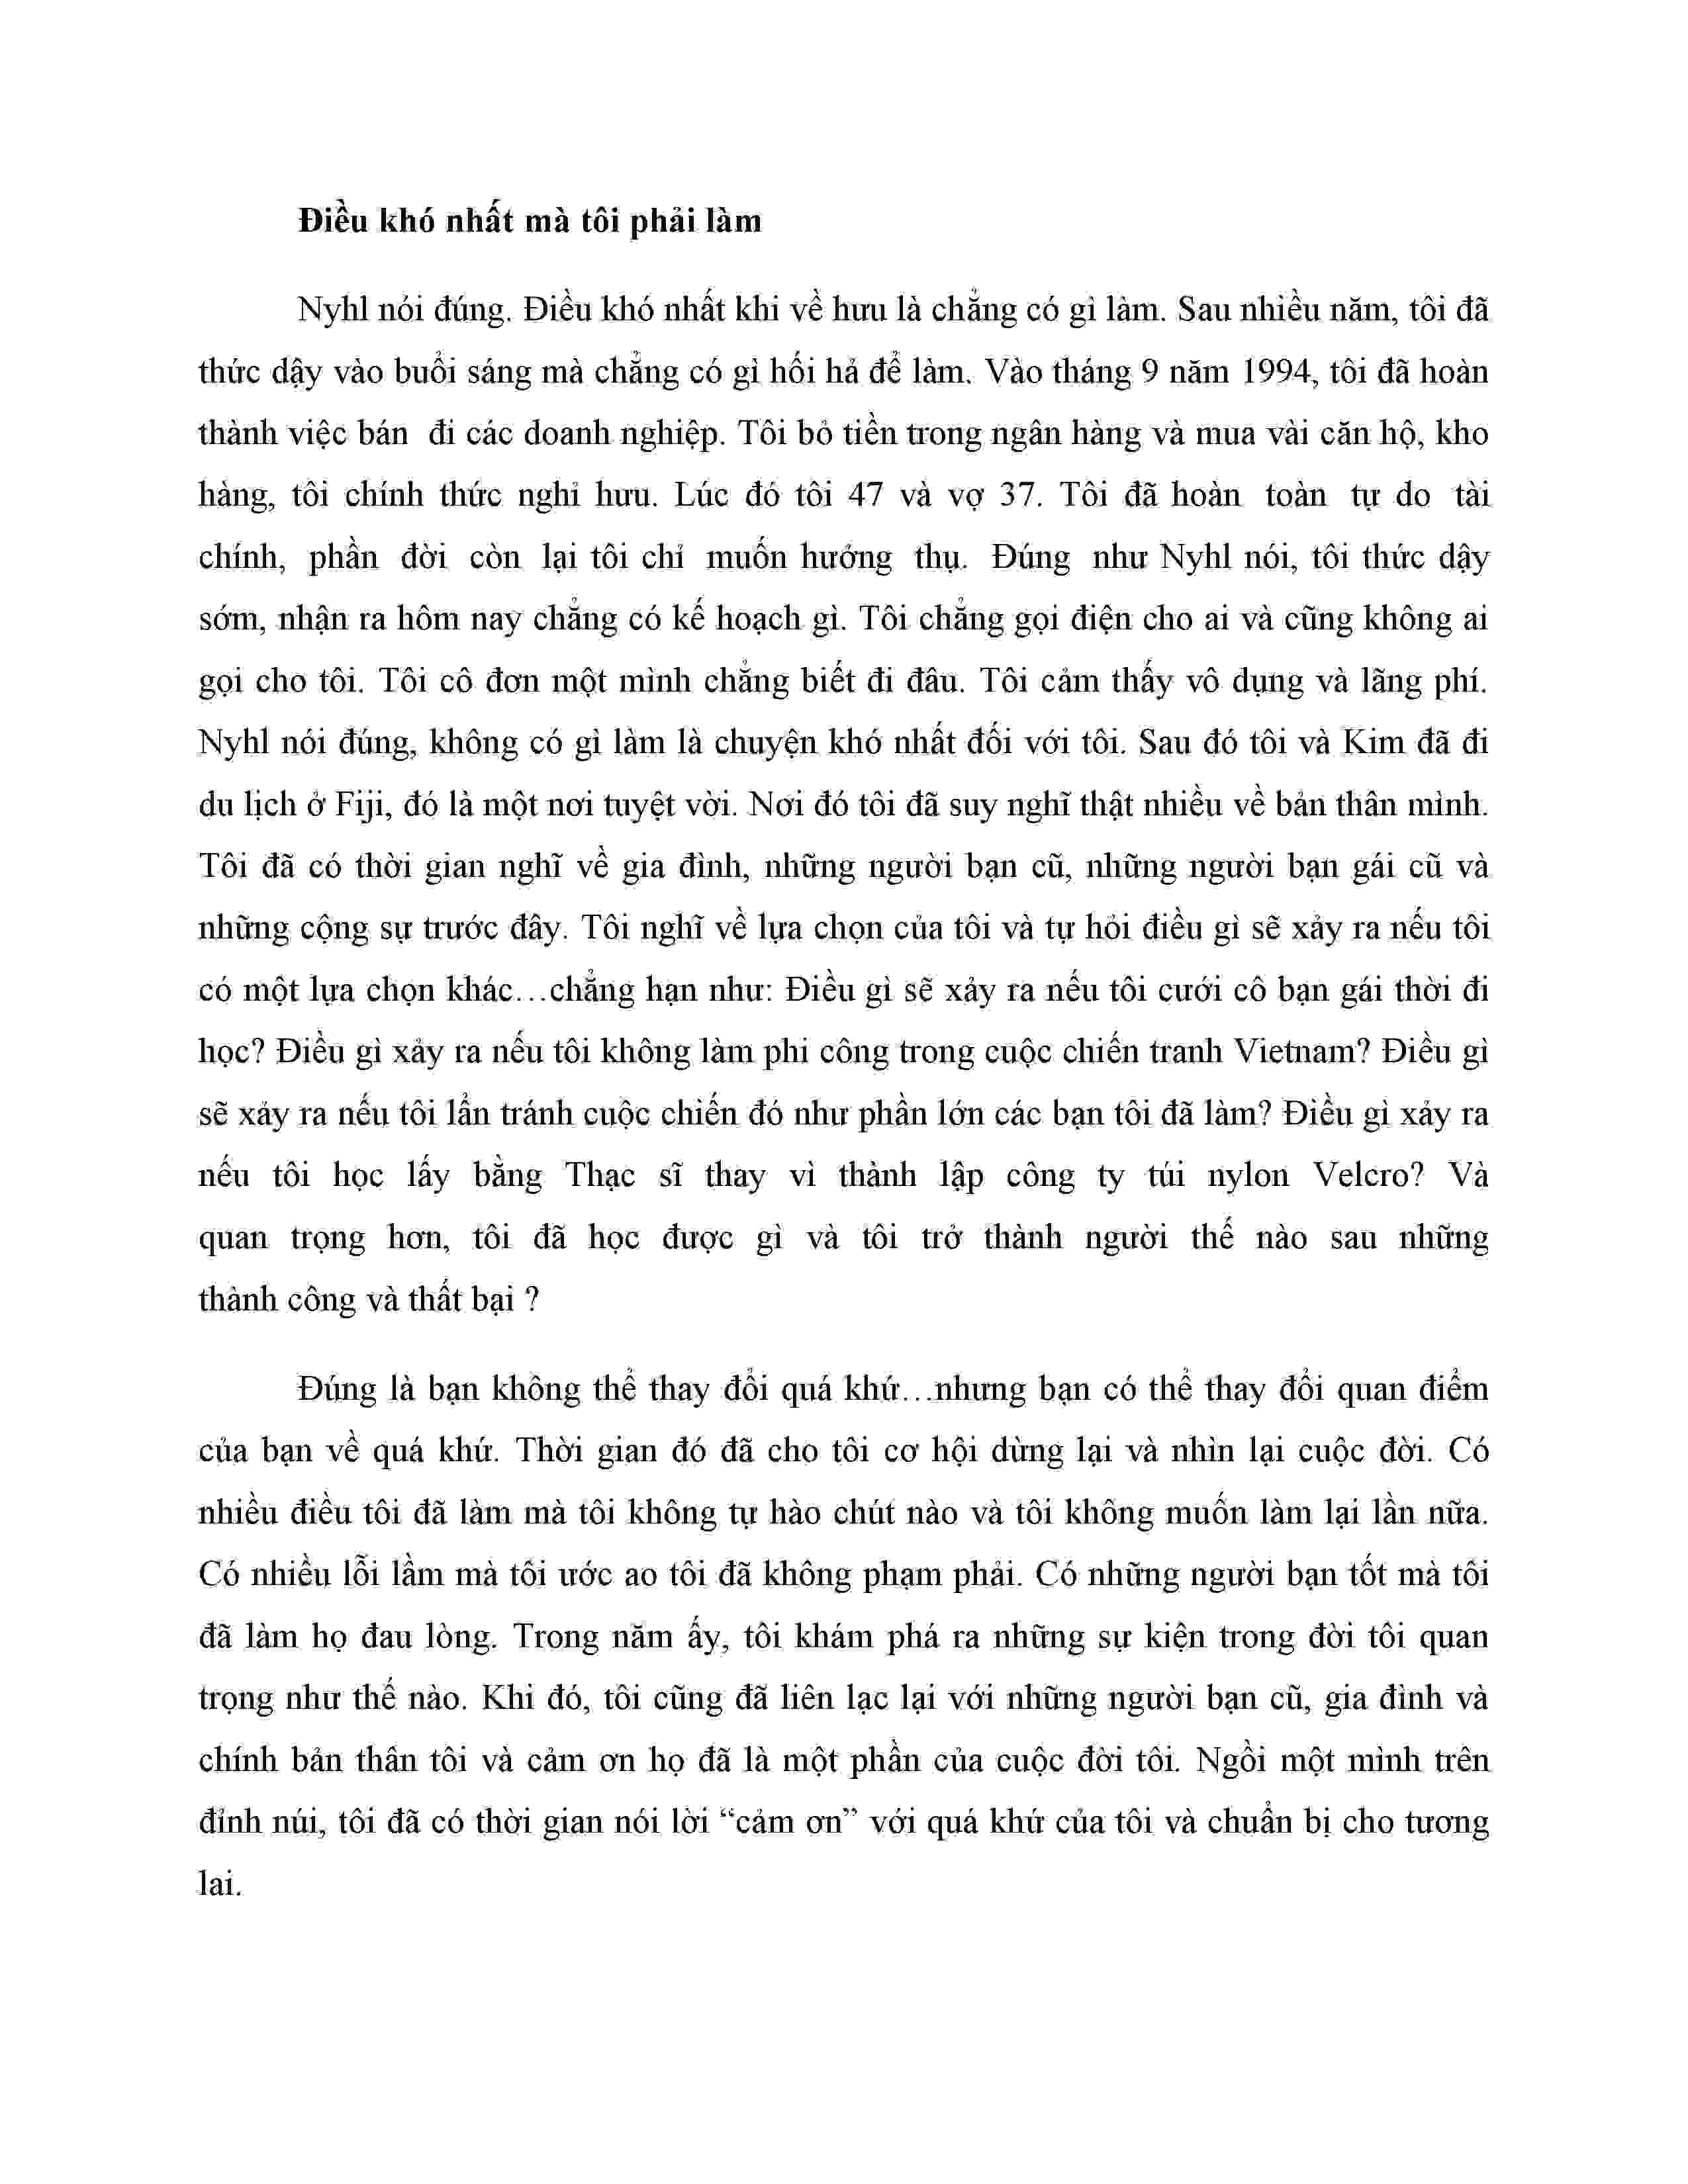 Điều khó nhất mà tôi phải làm
Nyhl nói đúng. Điều khó nhất khi về hưu là chẳng có gì làm. Sau nhiều năm, tôi đã
thức dậy vào buổi sáng mà chẳng có gì hối hả để làm. Vào tháng 9 năm 1994, tôi đã hoàn
thành việc bán đi các doanh nghiệp. Tôi bỏ tiền trong ngân hàng và mua vài căn hộ, kho
hàng, tôi chính thức nghỉ hưu. Lúc đó tôi 47 và vợ 37. Tôi đã hoàn toàn tự do tài
chính, phần đời còn lại tôi chỉ muốn hưởng thụ. Đúng như Nyhl nói, tôi thức dậy
sớm, nhận ra hôm nay chẳng có kế hoạch gì. Tôi chẳng gọi điện cho ai và cũng không ai
gọi cho tôi. Tôi cô đơn một mình chẳng biết đi đâu. Tôi cảm thấy vô dụng và lãng phí.
Nyhl nói đúng, không có gì làm là chuyện khó nhất đối với tôi. Sau đó tôi và Kim đã đi
du lịch ở Fiji, đó là một nơi tuyệt vời. Nơi đó tôi đã suy nghĩ thật nhiều về bản thân mình.
Tôi đã có thời gian nghĩ về gia đình, những người bạn cũ, những người bạn gái cũ và
những cộng sự trước đây. Tôi nghĩ về lựa chọn của tôi và tự hỏi điều gì sẽ xảy ra nếu tôi
có một lựa chọn khác…chẳng hạn như: Điều gì sẽ xảy ra nếu tôi cưới cô bạn gái thời đi
học? Điều gì xảy ra nếu tôi không làm phi công trong cuộc chiến tranh Vietnam? Điều gì
sẽ xảy ra nếu tôi lẩn tránh cuộc chiến đó như phần lớn các bạn tôi đã làm? Điều gì xảy ra
nếu tôi học lấy bằng Thạc sĩ thay vì thành lập công ty túi nylon Velcro? Và
quan trọng hơn, tôi đã học được gì và tôi trở thành người thế nào sau những
thành công và thất bại ?
Đúng là bạn không thể thay đổi quá khứ…nhưng bạn có thể thay đổi quan điểm
của bạn về quá khứ. Thời gian đó đã cho tôi cơ hội dừng lại và nhìn lại cuộc đời. Có
nhiều điều tôi đã làm mà tôi không tự hào chút nào và tôi không muốn làm lại lần nữa.
Có nhiều lỗi lầm mà tôi ước ao tôi đã không phạm phải. Có những người bạn tốt mà tôi
đã làm họ đau lòng. Trong năm ấy, tôi khám phá ra những sự kiện trong đời tôi quan
trọng như thế nào. Khi đó, tôi cũng đã liên lạc lại với những người bạn cũ, gia đình và
chính bản thân tôi và cảm ơn họ đã là một phần của cuộc đời tôi. Ngồi một mình trên
đỉnh núi, tôi đã có thời gian nói lời “cảm ơn” với quá khứ của tôi và chuẩn bị cho tương
lai.